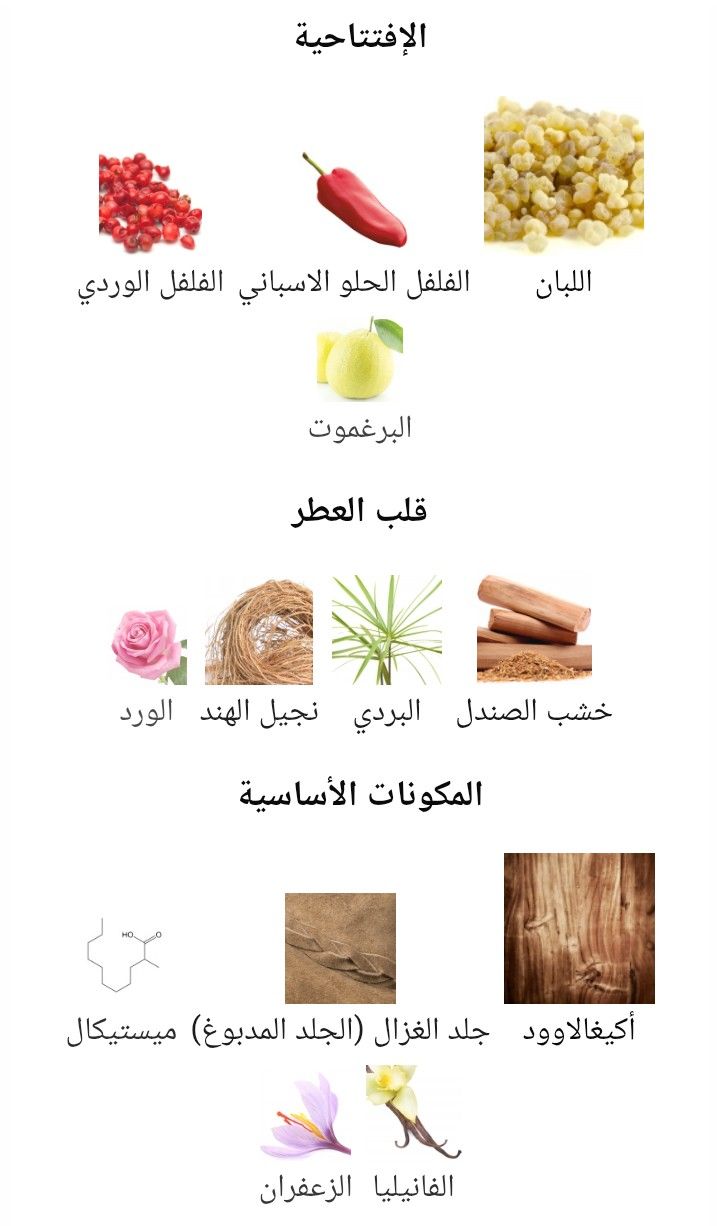 الإفتتاحية
اللبان الفلفل الحلو الاسباني الفلفل الوردي
البرغموت
قلب العطر
خشب الصندل البردي نجيل الهند الورد
المكونات الأساسية
HO O
أكيغالاوود جلد الغزال (الجلد المدبوغ) ميستيكال
الفانيليا الزعفران